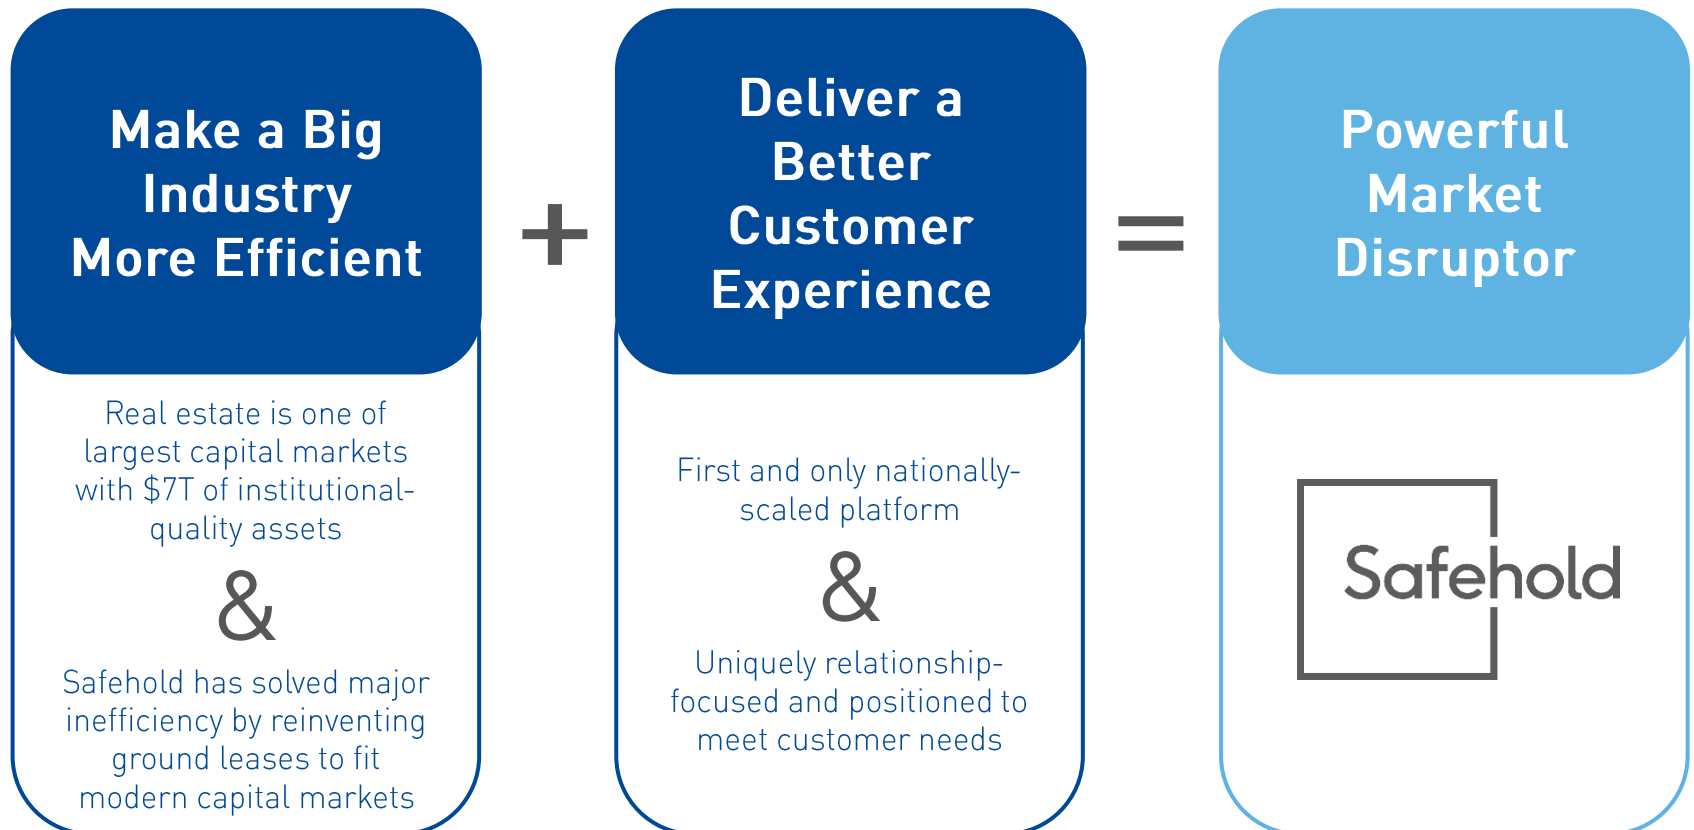 Make a Big
Industry
More Efficient
Real estate is one of
largest capital markets
with $7T of institutional-
quality assets
&
Safehold has solved major
inefficiency by reinventing
ground leases to fit
modern capital markets
+
Deliver a
Better
Customer
Experience
First and only nationally-
scaled platform
&
Uniquely relationship-
focused and positioned to
meet customer needs
=
Powerful
Market
Disruptor
Safehold